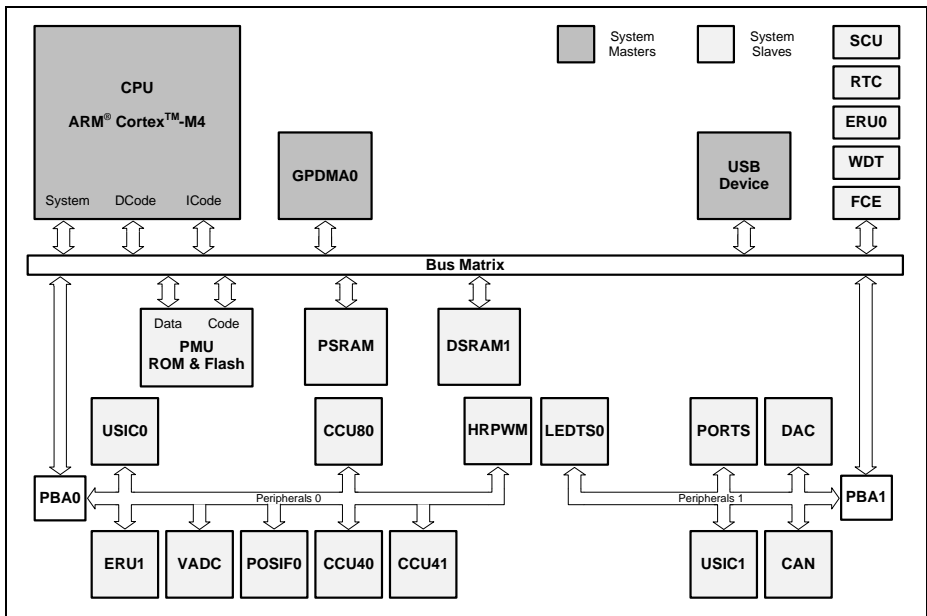 System
Masters
System
Slaves
SCU
RTC
ERU0
WDT
FCE
CPU
ARM® Cortex™-M4
System
DCode
ICode
GPDMA0
USB
Device
Bus Matrix
Data
Code
PMU
ROM & Flash
PSRAM
DSRAM1
USIC0
CCU80
HRPWM
LEDTS0
PORTS
DAC
PBA0
Peripherals 0
Peripherals 1
PBA1
ERU1
VADC
POSIF0
CCU40
CCU41
USIC1
CAN